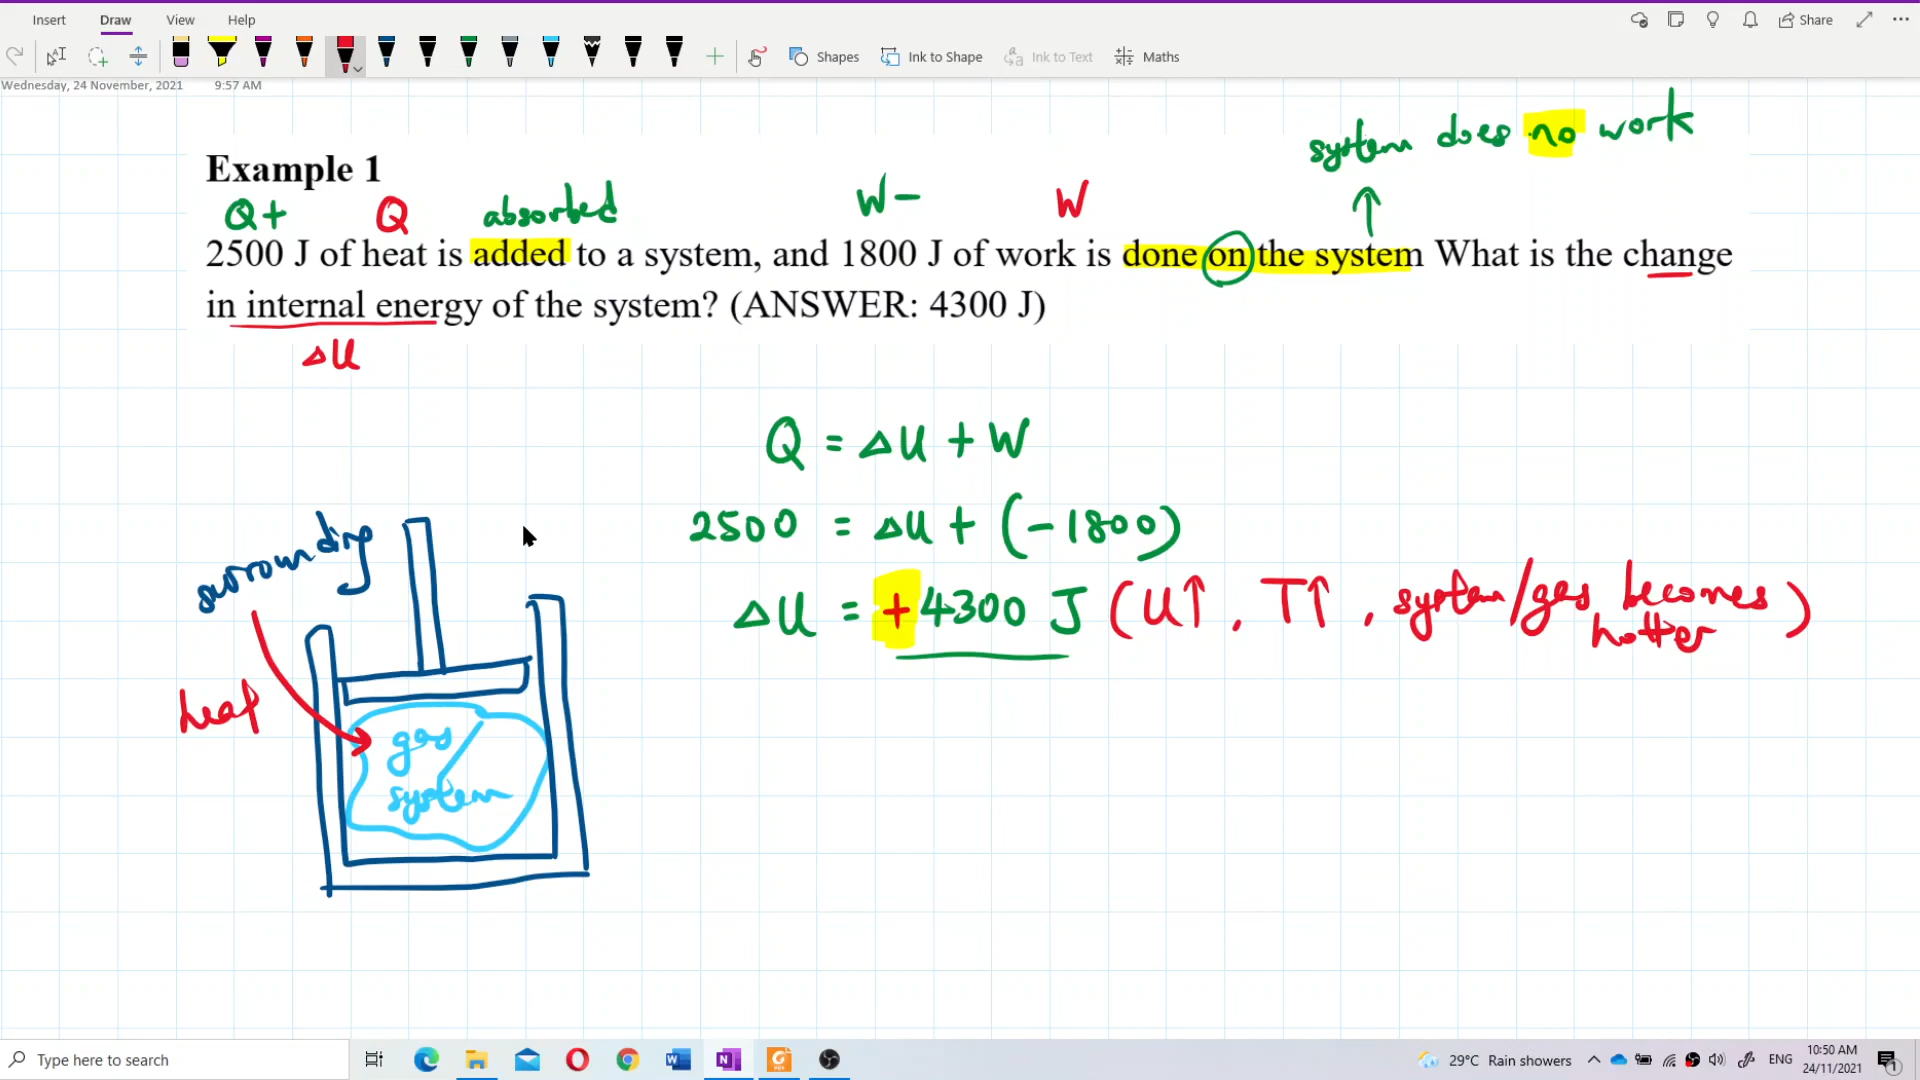 Insert Draw View Help
Share
Shapes Ink to Shape Ink to Text Maths
Wednesday, 24 November, 2021 9:57 AM
system does no work
Example 1
Q+ Q absorbed W- W ↑
2500 J of heat is added to a system, and 1800 J of work is done on the system What is the change
in internal energy of the system? (ANSWER: 4300 J)
ΔU
Q = ΔU + W
2500 = ΔU + (-1800)
ΔU = +4300 J (U↑, T↑, system/gas becomes
hotter)
surrounding
heat
gas
system
Type here to search
29°C Rain showers
ENG
10:50 AM
24/11/2021
1